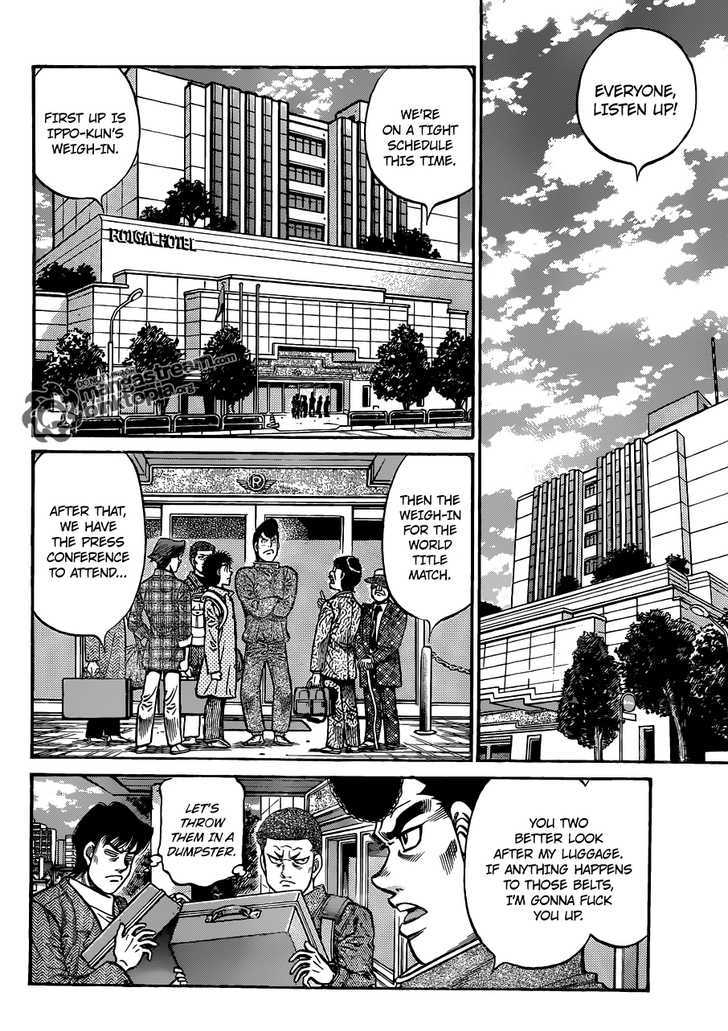 EVERYONE,
LISTEN UP!
WE'RE
ON A TIGHT
SCHEDULE
THIS TIME.
FIRST UP IS
IPPO-KUN'S
WEIGH-IN.
HOTEL
mangastream.com
THEN THE
WEIGH-IN
FOR THE
WORLD
TITLE
MATCH.
AFTER THAT,
WE HAVE
THE PRESS
CONFERENCE
TO ATTEND...
R
YOU TWO
BETTER LOOK
AFTER MY LUGGAGE.
IF ANYTHING HAPPENS
TO THOSE BELTS,
I'M GONNA FUCK
YOU UP.
LET'S
THROW
THEM IN A
DUMPSTER.